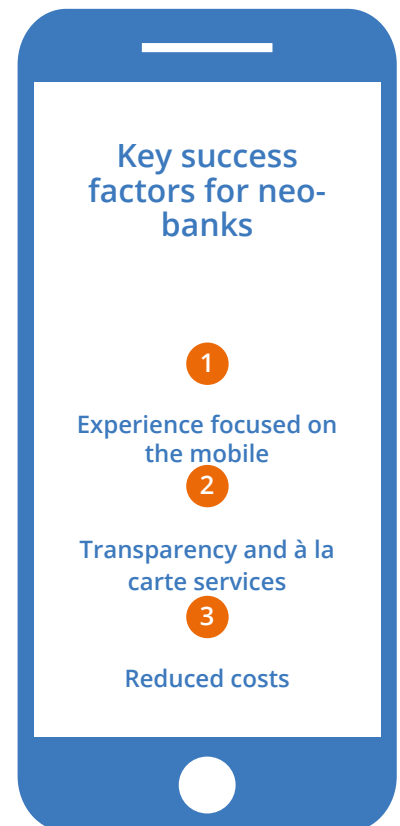 Key success
factors for neo-
banks
1
Experience focused on
the mobile
2
Transparency and à la
carte services
3
Reduced costs